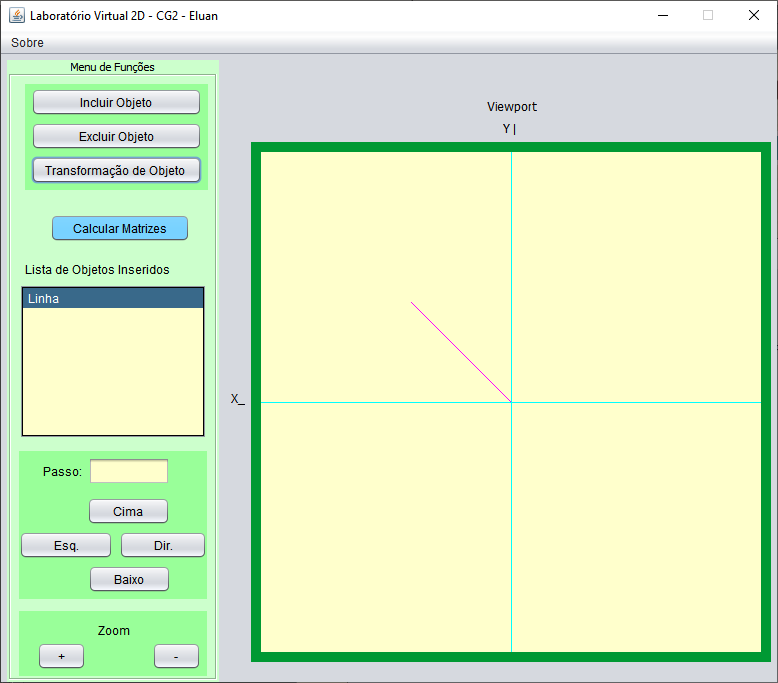 Laboratório Virtual 2D - CG2 - Eluan
Sobre
Menu de Funções
Incluir Objeto
Excluir Objeto
Transformação de Objeto
Calcular Matrizes
Lista de Objetos Inseridos
Linha
Passo:
Cima
Esq. Dir.
Baixo
Zoom
+ -
Viewport
Y |
X_